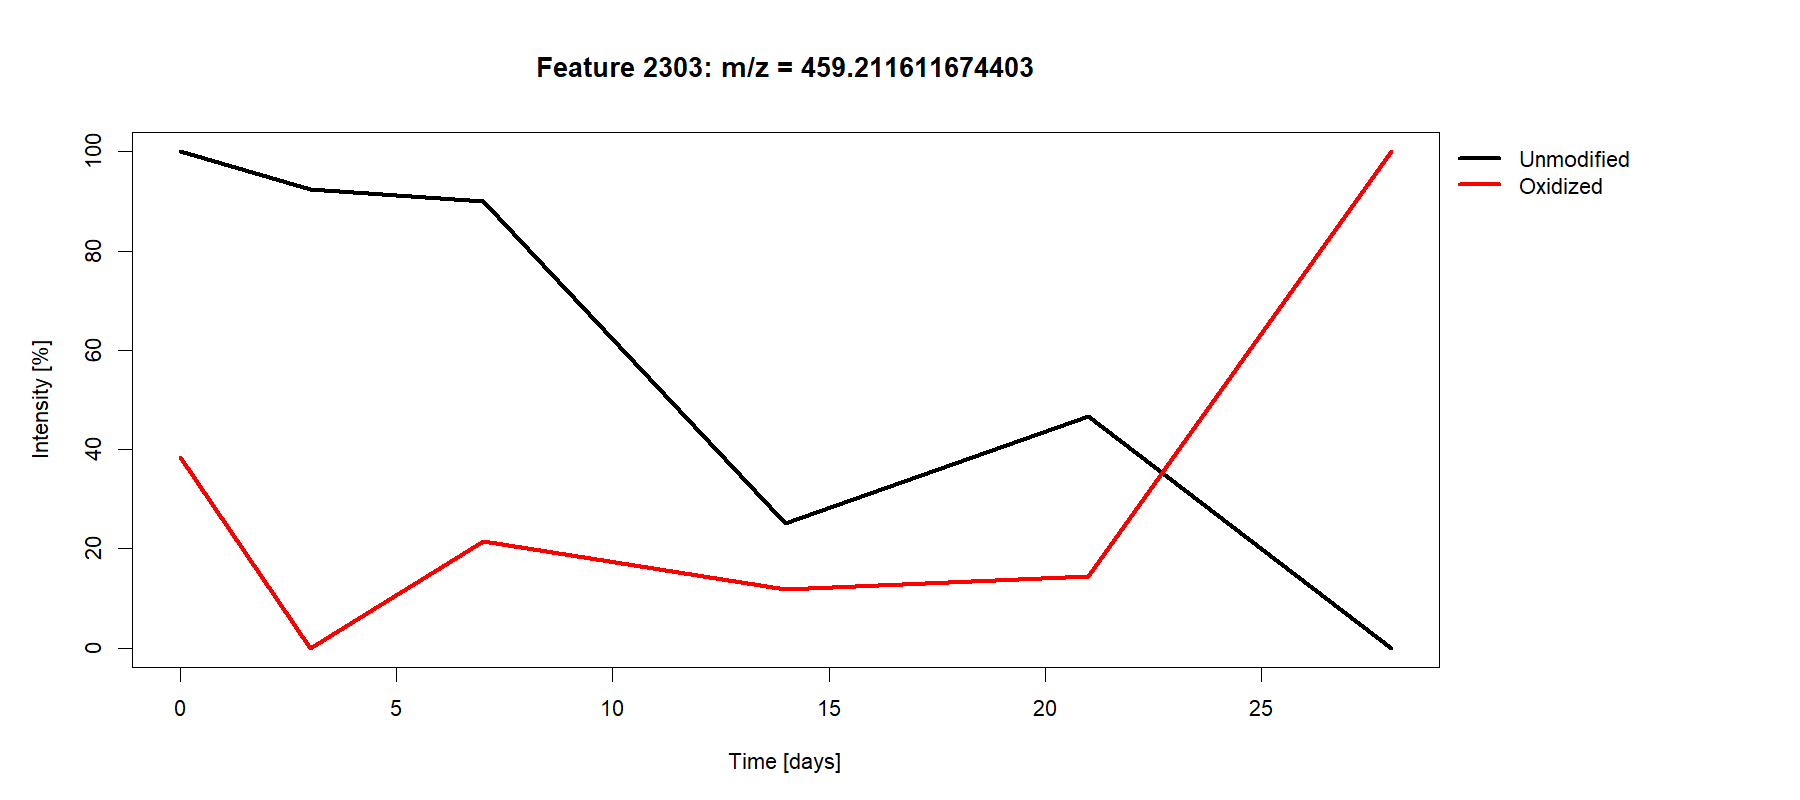 Feature 2303: m/z = 459.211611674403
Unmodified
Oxidized
Intensity [%]
100
80
60
40
20
0
0 5 10 15 20 25
Time [days]